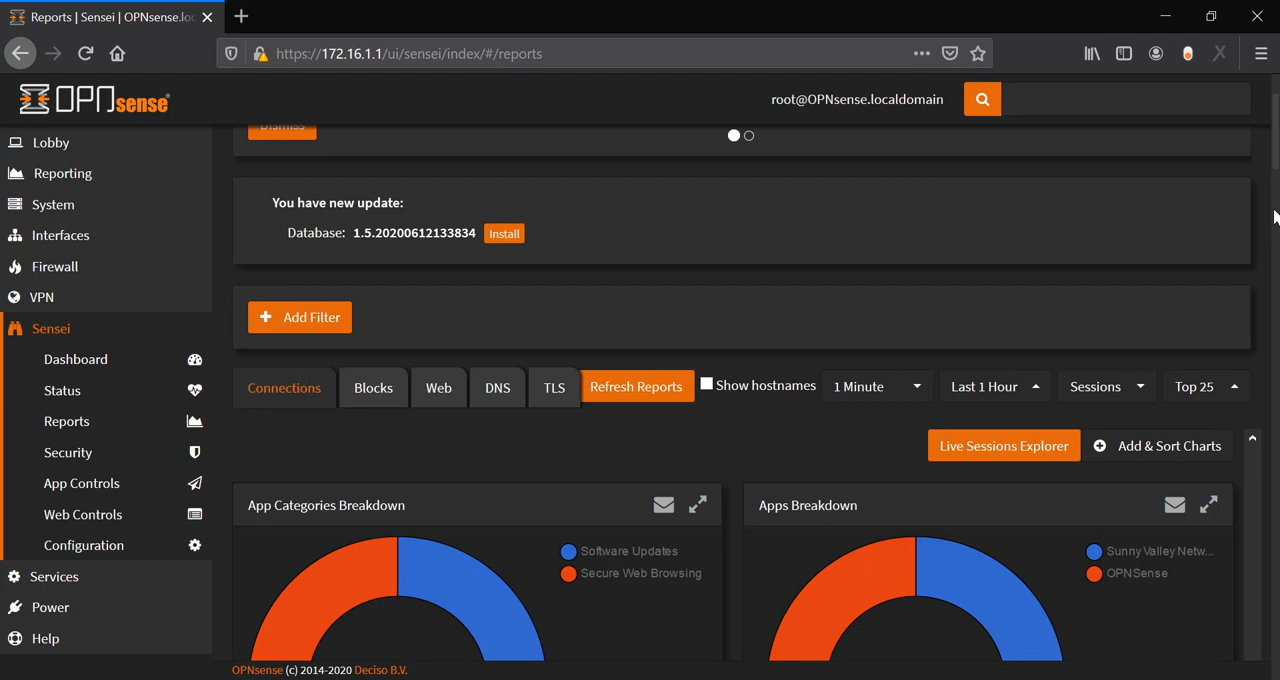 Reports | Sensei | OPNsense.loc
https://172.16.1.1/ui/sensei/index/#/reports
OPNsense
root@OPNsense.localdomain
Lobby
Reporting
System
Interfaces
Firewall
VPN
Sensei
Dashboard
Status
Reports
Security
App Controls
Web Controls
Configuration
Services
Power
Help
Dismiss
You have new update:
Database: 1.5.20200612133834 Install
Add Filter
Connections Blocks Web DNS TLS Refresh Reports Show hostnames 1 Minute Last 1 Hour Sessions Top 25
Live Sessions Explorer Add & Sort Charts
App Categories Breakdown
Software Updates
Secure Web Browsing
Apps Breakdown
Sunny Valley Netw...
OPNSense
OPNsense (c) 2014-2020 Deciso B.V.